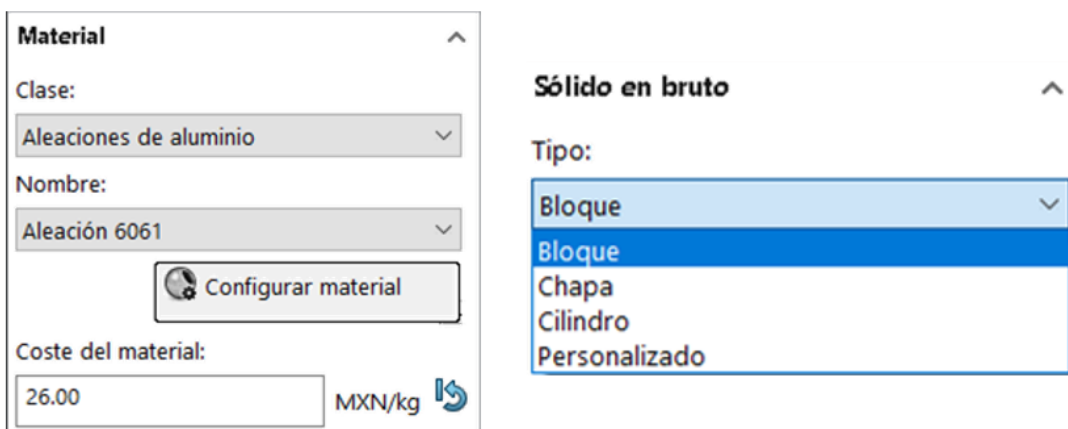 Material
Clase:
Aleaciones de aluminio
Nombre:
Aleación 6061
Configurar material
Coste del material:
26.00 MXN/kg
Sólido en bruto
Tipo:
Bloque
Bloque
Chapa
Cilindro
Personalizado